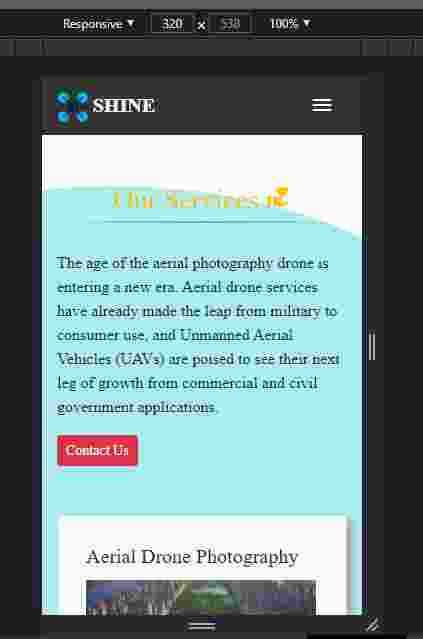 Responsive ▼ 320 x 538 100% ▼
SHINE
Our Services
The age of the aerial photography drone is
entering a new era. Aerial drone services
have already made the leap from military to
consumer use, and Unmanned Aerial
Vehicles (UAVs) are poised to see their next
leg of growth from commercial and civil
government applications.
Contact Us
Aerial Drone Photography